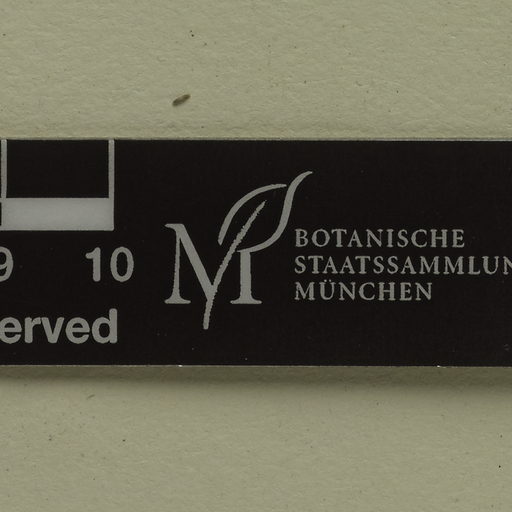 9 10
erved
M
BOTANISCHE
STAATSSAMMLUN
MÜNCHEN